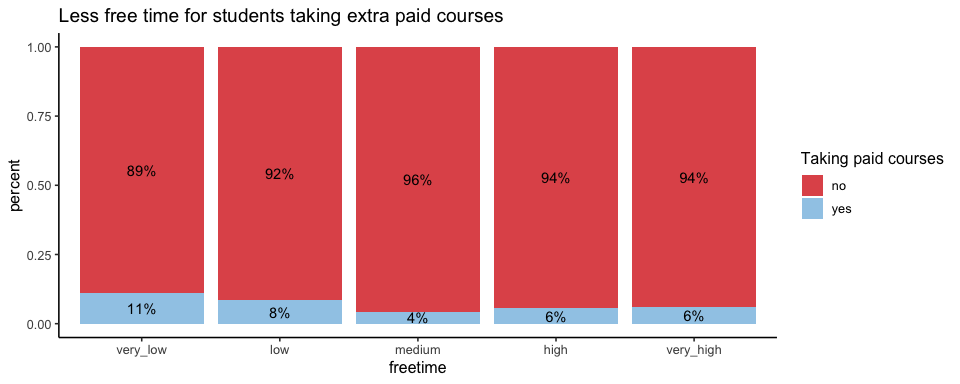 Less free time for students taking extra paid courses
percent
1.00
0.75
0.50
0.25
0.00
89%
92%
96%
94%
94%
11%
8%
4%
6%
6%
very_low
low
medium
high
very_high
freetime
Taking paid courses
no
yes